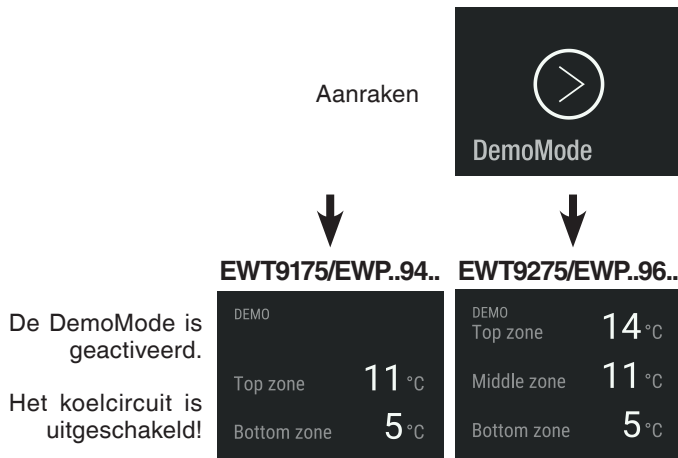 Aanraken
DemoMode
EWT9175/EWP..94..
EWT9275/EWP..96..
De DemoMode is
geactiveerd.
Het koelcircuit is
uitgeschakeld!
DEMO
Top zone 11 °C
Bottom zone 5 °C
DEMO
Top zone 14 °C
Middle zone 11 °C
Bottom zone 5 °C